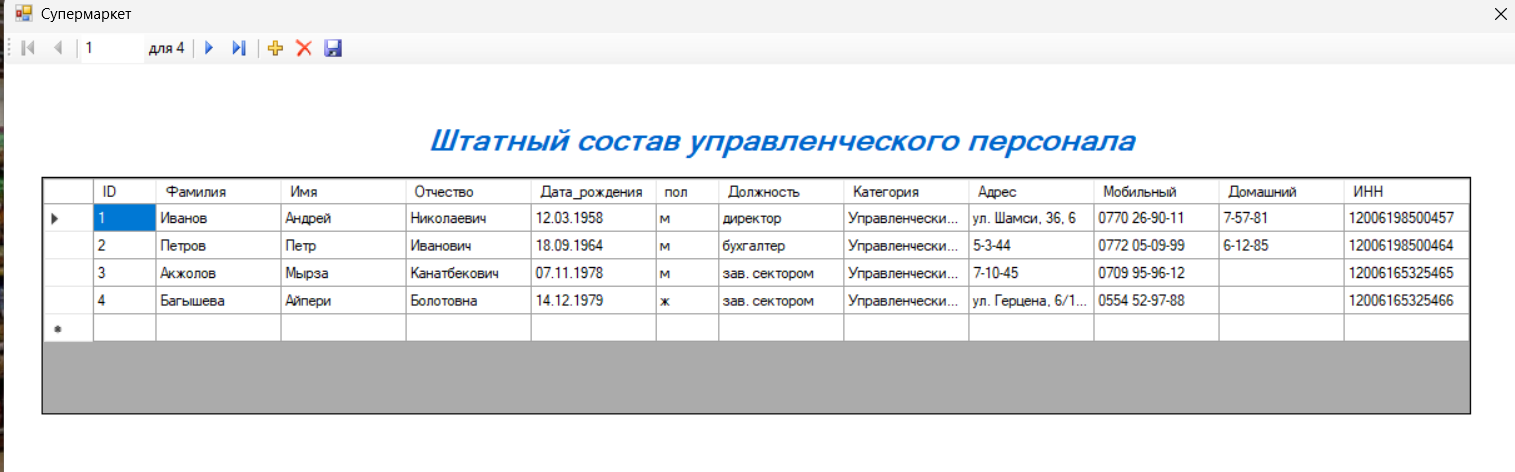 Супермаркет
1 для 4
Штатный состав управленческого персонала
ID Фамилия Имя Отчество Дата_рождения пол Должность Категория Адрес Мобильный Домашний ИНН
1 Иванов Андрей Николаевич 12.03.1958 м директор Управленчески... ул. Шамси, 36, 6 0770 26-90-11 7-57-81 12006198500457
2 Петров Петр Иванович 18.09.1964 м бухгалтер Управленчески... 5-3-44 0772 05-09-99 6-12-85 12006198500464
3 Акжолов Мырза Канатбекович 07.11.1978 м зав. сектором Управленчески... 7-10-45 0709 95-96-12 12006165325465
4 Багышева Айпери Болотовна 14.12.1979 ж зав. сектором Управленчески... ул. Герцена, 6/1... 0554 52-97-88 12006165325466